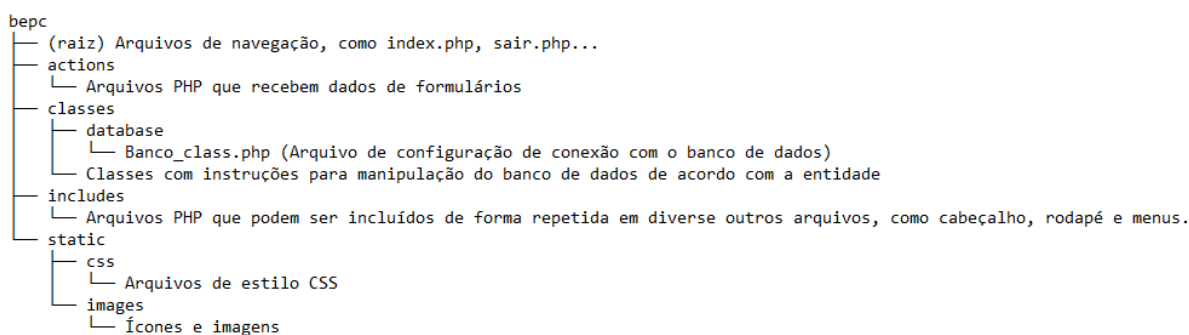 bepc
├── (raiz) Arquivos de navegação, como index.php, sair.php...
├── actions
│   └── Arquivos PHP que recebem dados de formulários
├── classes
│   ├── database
│   │   └── Banco_class.php (Arquivo de configuração de conexão com o banco de dados)
│   └── Classes com instruções para manipulação do banco de dados de acordo com a entidade
├── includes
│   └── Arquivos PHP que podem ser incluídos de forma repetida em diverse outros arquivos, como cabeçalho, rodapé e menus.
└── static
    ├── css
    │   └── Arquivos de estilo CSS
    └── images
        └── Ícones e imagens